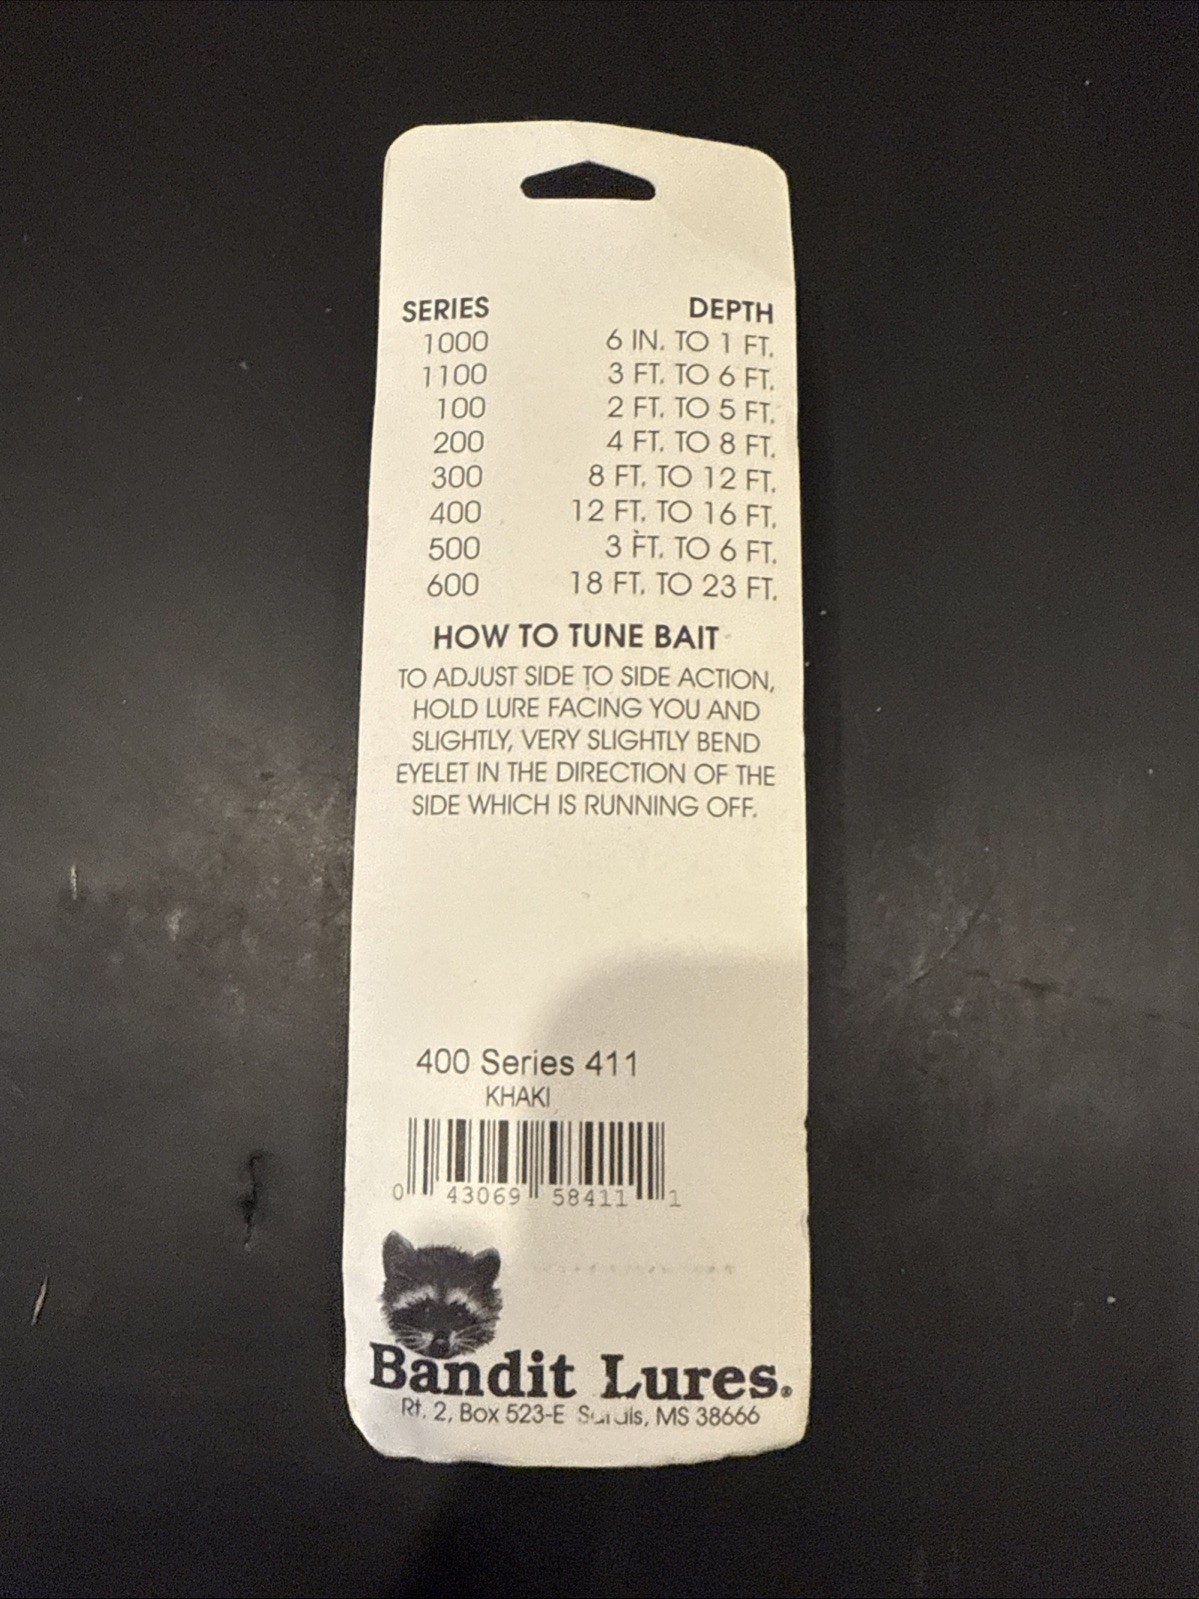 SERIES DEPTH
1000 6 IN. TO 1 FT.
1100 3 FT. TO 6 FT.
100 2 FT. TO 5 FT.
200 4 FT. TO 8 FT.
300 8 FT. TO 12 FT.
400 12 FT. TO 16 FT.
500 3 FT. TO 6 FT.
600 18 FT. TO 23 FT.
HOW TO TUNE BAIT
TO ADJUST SIDE TO SIDE ACTION,
HOLD LURE FACING YOU AND
SLIGHTLY, VERY SLIGHTLY BEND
EYELET IN THE DIRECTION OF THE
SIDE WHICH IS RUNNING OFF.
400 Series 411
KHAKI
0 43069 58411 1
Bandit Lures®
Rt. 2, Box 523-E Sardis, MS 38666